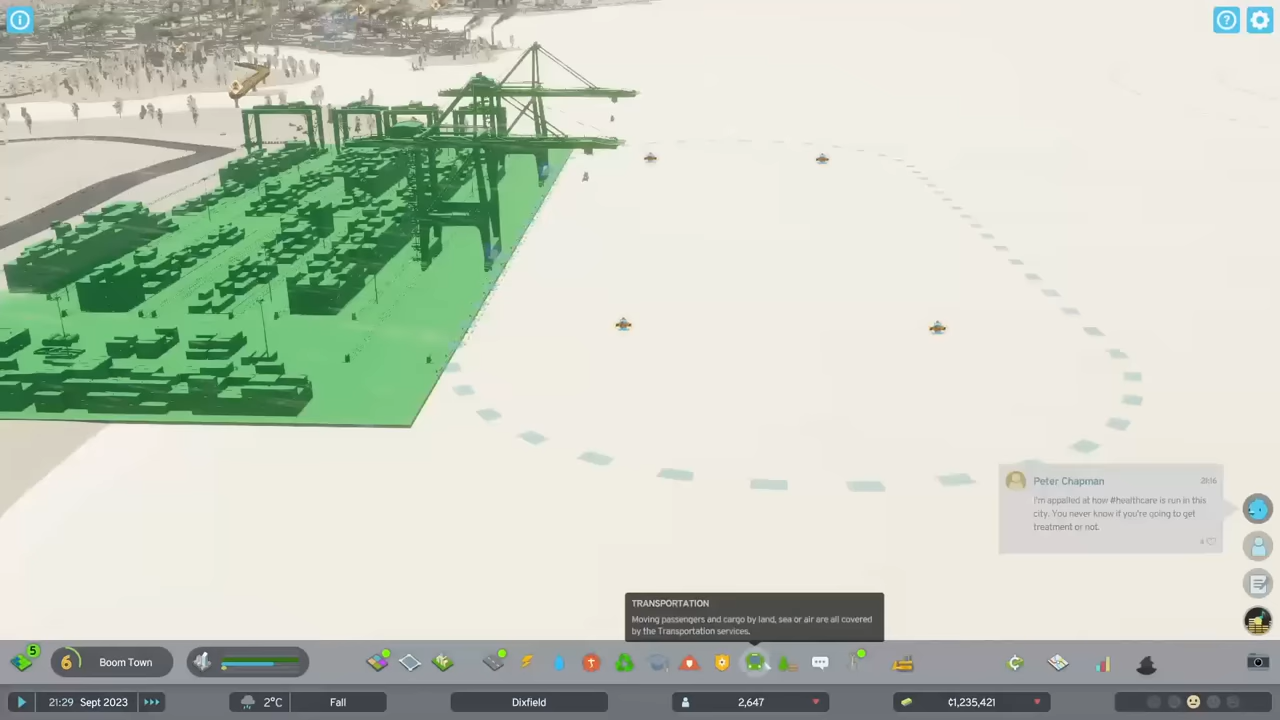 Peter Chapman
20:16
I'm appalled at how #healthcare is run in this
city. You never know if you're going to get
treatment or not.
4
TRANSPORTATION
Moving passengers and cargo by land, sea or air are all covered
by the Transportation services.
5
6
Boom Town
21:29 Sept 2023
2°C
Fall
Dixfield
2,647
¢1,235,421